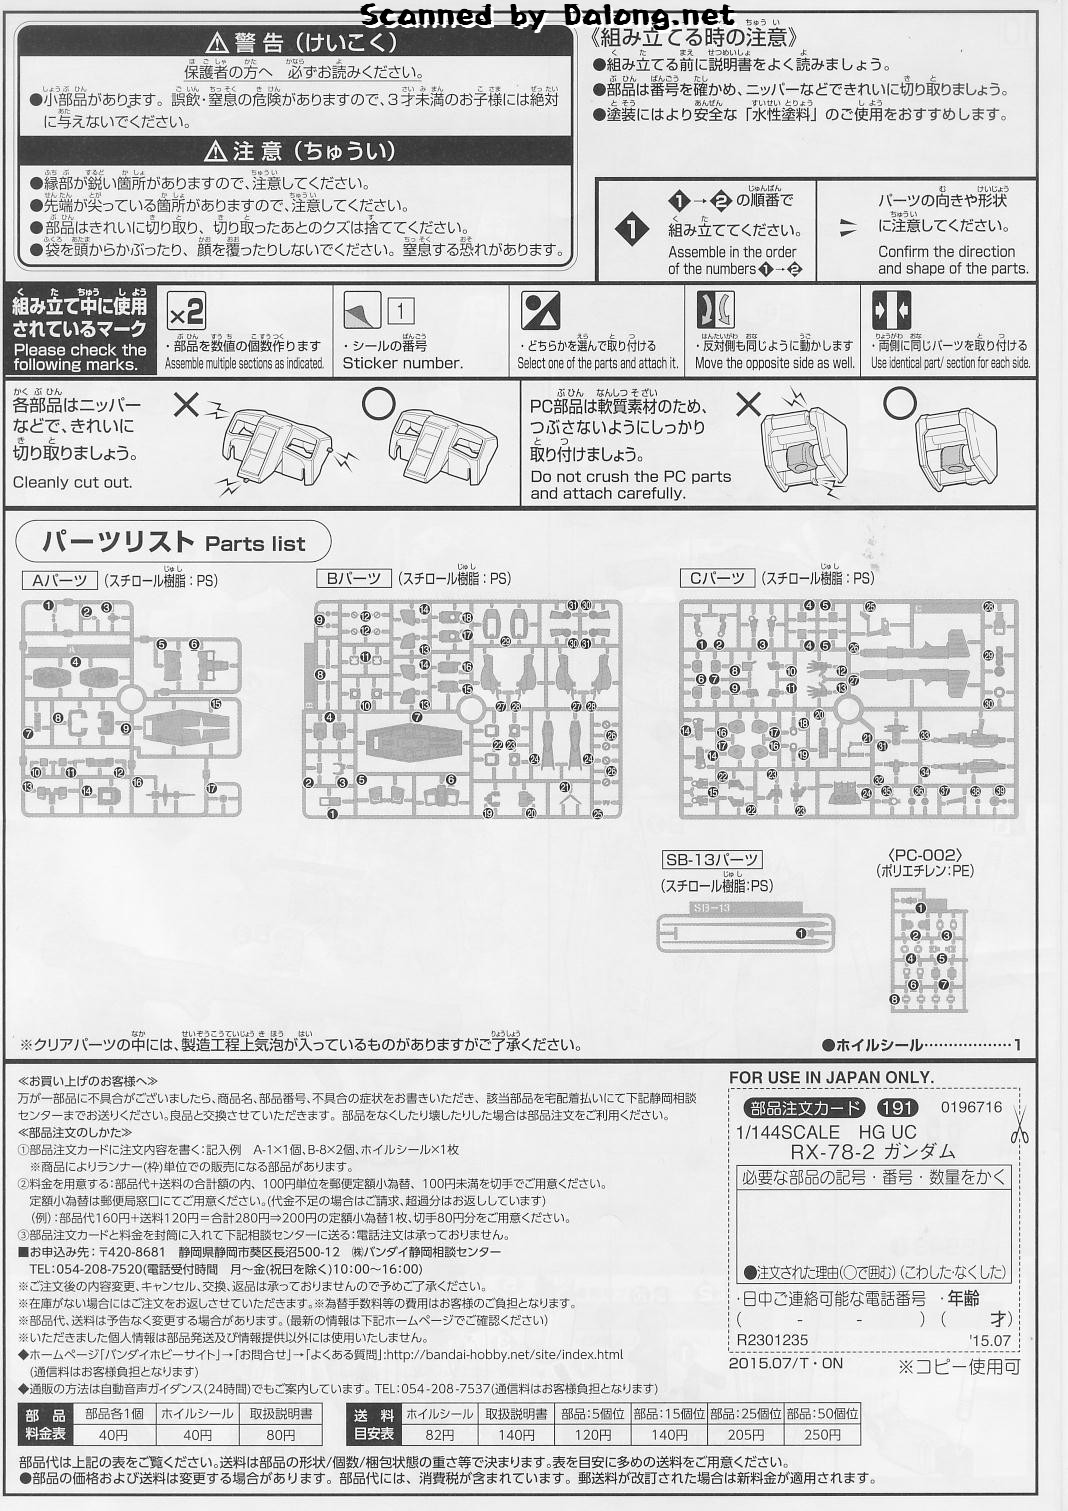 Scanned by Dalong.net
⚠警告（けいこく）
保護者の方へ　必ずお読みください。
●小部品があります。誤飲・窒息の危険がありますので、3才未満のお子様には絶対
に与えないでください。
⚠注意（ちゅうい）
●縁部が鋭い箇所がありますので、注意してください。
●先端が尖っている箇所がありますので、注意してください。
●部品はきれいに切り取り、切り取ったあとのクズは捨ててください。
●袋を頭からかぶったり、顔を覆ったりしないでください。窒息する恐れがあります。
《組み立てる時の注意》
●組み立てる前に説明書をよく読みましょう。
●部品は番号を確かめ、ニッパーなどできれいに切り取りましょう。
●塗装にはより安全な「水性塗料」のご使用をおすすめします。
1
❶→❷の順番で
組み立ててください。
Assemble in the order
of the numbers❶→❷
パーツの向きや形状
に注意してください。
Confirm the direction
and shape of the parts.
組み立て中に使用
されているマーク
Please check the
following marks.
×2
・部品を数値の個数作ります
Assemble multiple sections as indicated.
1
・シールの番号
Sticker number.
・どちらかを選んで取り付ける
Select one of the parts and attach it.
・反対側も同じように動かします
Move the opposite side as well.
・両側に同じパーツを取り付ける
Use identical part/ section for each side.
各部品はニッパー
などで、きれいに
切り取りましょう。
Cleanly cut out.
PC部品は軟質素材のため、
つぶさないようにしっかり
取り付けましょう。
Do not crush the PC parts
and attach carefully.
パーツリスト Parts list
Aパーツ （スチロール樹脂：PS）
Bパーツ （スチロール樹脂：PS）
Cパーツ （スチロール樹脂：PS）
SB-13パーツ
（スチロール樹脂：PS）
SB-13
〈PC-002〉
（ポリエチレン：PE）
※クリアパーツの中には、製造工程上気泡が入っているものがありますがご了承ください。
●ホイルシール………………1
≪お買い上げのお客様へ≫
万が一部品に不具合がございましたら、商品名、部品番号、不具合の症状をお書きいただき、該当部品を宅配着払いにて下記静岡相談
センターまでお送りください。良品と交換させていただきます。部品をなくしたり壊したりした場合は部品注文をご利用ください。
≪部品注文のしかた≫
①部品注文カードに注文内容を書く：記入例　A-1×1個、B-8×2個、ホイルシール×1枚
※商品によりランナー(枠)単位での販売になる部品があります。
②料金を用意する：部品代+送料の合計額の内、100円単位を郵便定額小為替、100円未満を切手でご用意ください。
定額小為替は郵便局窓口にてご用意ください。(代金不足の場合はご請求、超過分はお返しします)
（例）：部品代160円+送料120円＝合計280円⇒200円の定額小為替1枚、切手80円分をご用意ください。
③部品注文カードと料金を封筒に入れて下記相談センターに送る：電話注文は承っておりません。
■お申込み先：〒420-8681　静岡県静岡市葵区長沼500-12　㈱バンダイ静岡相談センター
TEL：054-208-7520(電話受付時間　月～金(祝日を除く)10：00～16：00)
※ご注文後の内容変更、キャンセル、交換、返品は承っておりませんので予めご了承ください。
※在庫がない場合にはご注文をお返しさせていただきます。※為替手数料等の費用はお客様のご負担となります。
※部品代、送料は予告なく変更する場合があります。(最新の情報は下記ホームページでご確認ください)
※いただきました個人情報は部品発送及び情報提供以外には使用いたしません。
◆ホームページ「バンダイホビーサイト」→「お問合せ」→「よくある質問」：http://bandai-hobby.net/site/index.html
(通信料はお客様負担となります)
◆通販の方法は自動音声ガイダンス(24時間)でもご案内しています。TEL：054-208-7537(通信料はお客様負担となります)
部品料金表 部品各1個 ホイルシール 取扱説明書
40円 40円 80円
送料目安表 ホイルシール 取扱説明書 部品：5個位 部品：15個位 部品：25個位 部品：50個位
82円 140円 120円 140円 205円 250円
部品代は上記の表をご覧ください。送料は部品の形状/個数/梱包状態の重さ等で決まります。表を目安に多めの送料をご用意ください。
●部品の価格および送料は変更する場合があります。部品代には、消費税が含まれています。郵送料が改訂された場合は新料金が適用されます。
FOR USE IN JAPAN ONLY.
部品注文カード 191 0196716
1/144SCALE　HG UC
RX-78-2 ガンダム
必要な部品の記号・番号・数量をかく
●注文された理由(○で囲む)（こわした・なくした）
・日中ご連絡可能な電話番号　・年齢
（　　-　　-　　）（　　才）
R2301235　'15.07
2015.07/T・ON
※コピー使用可